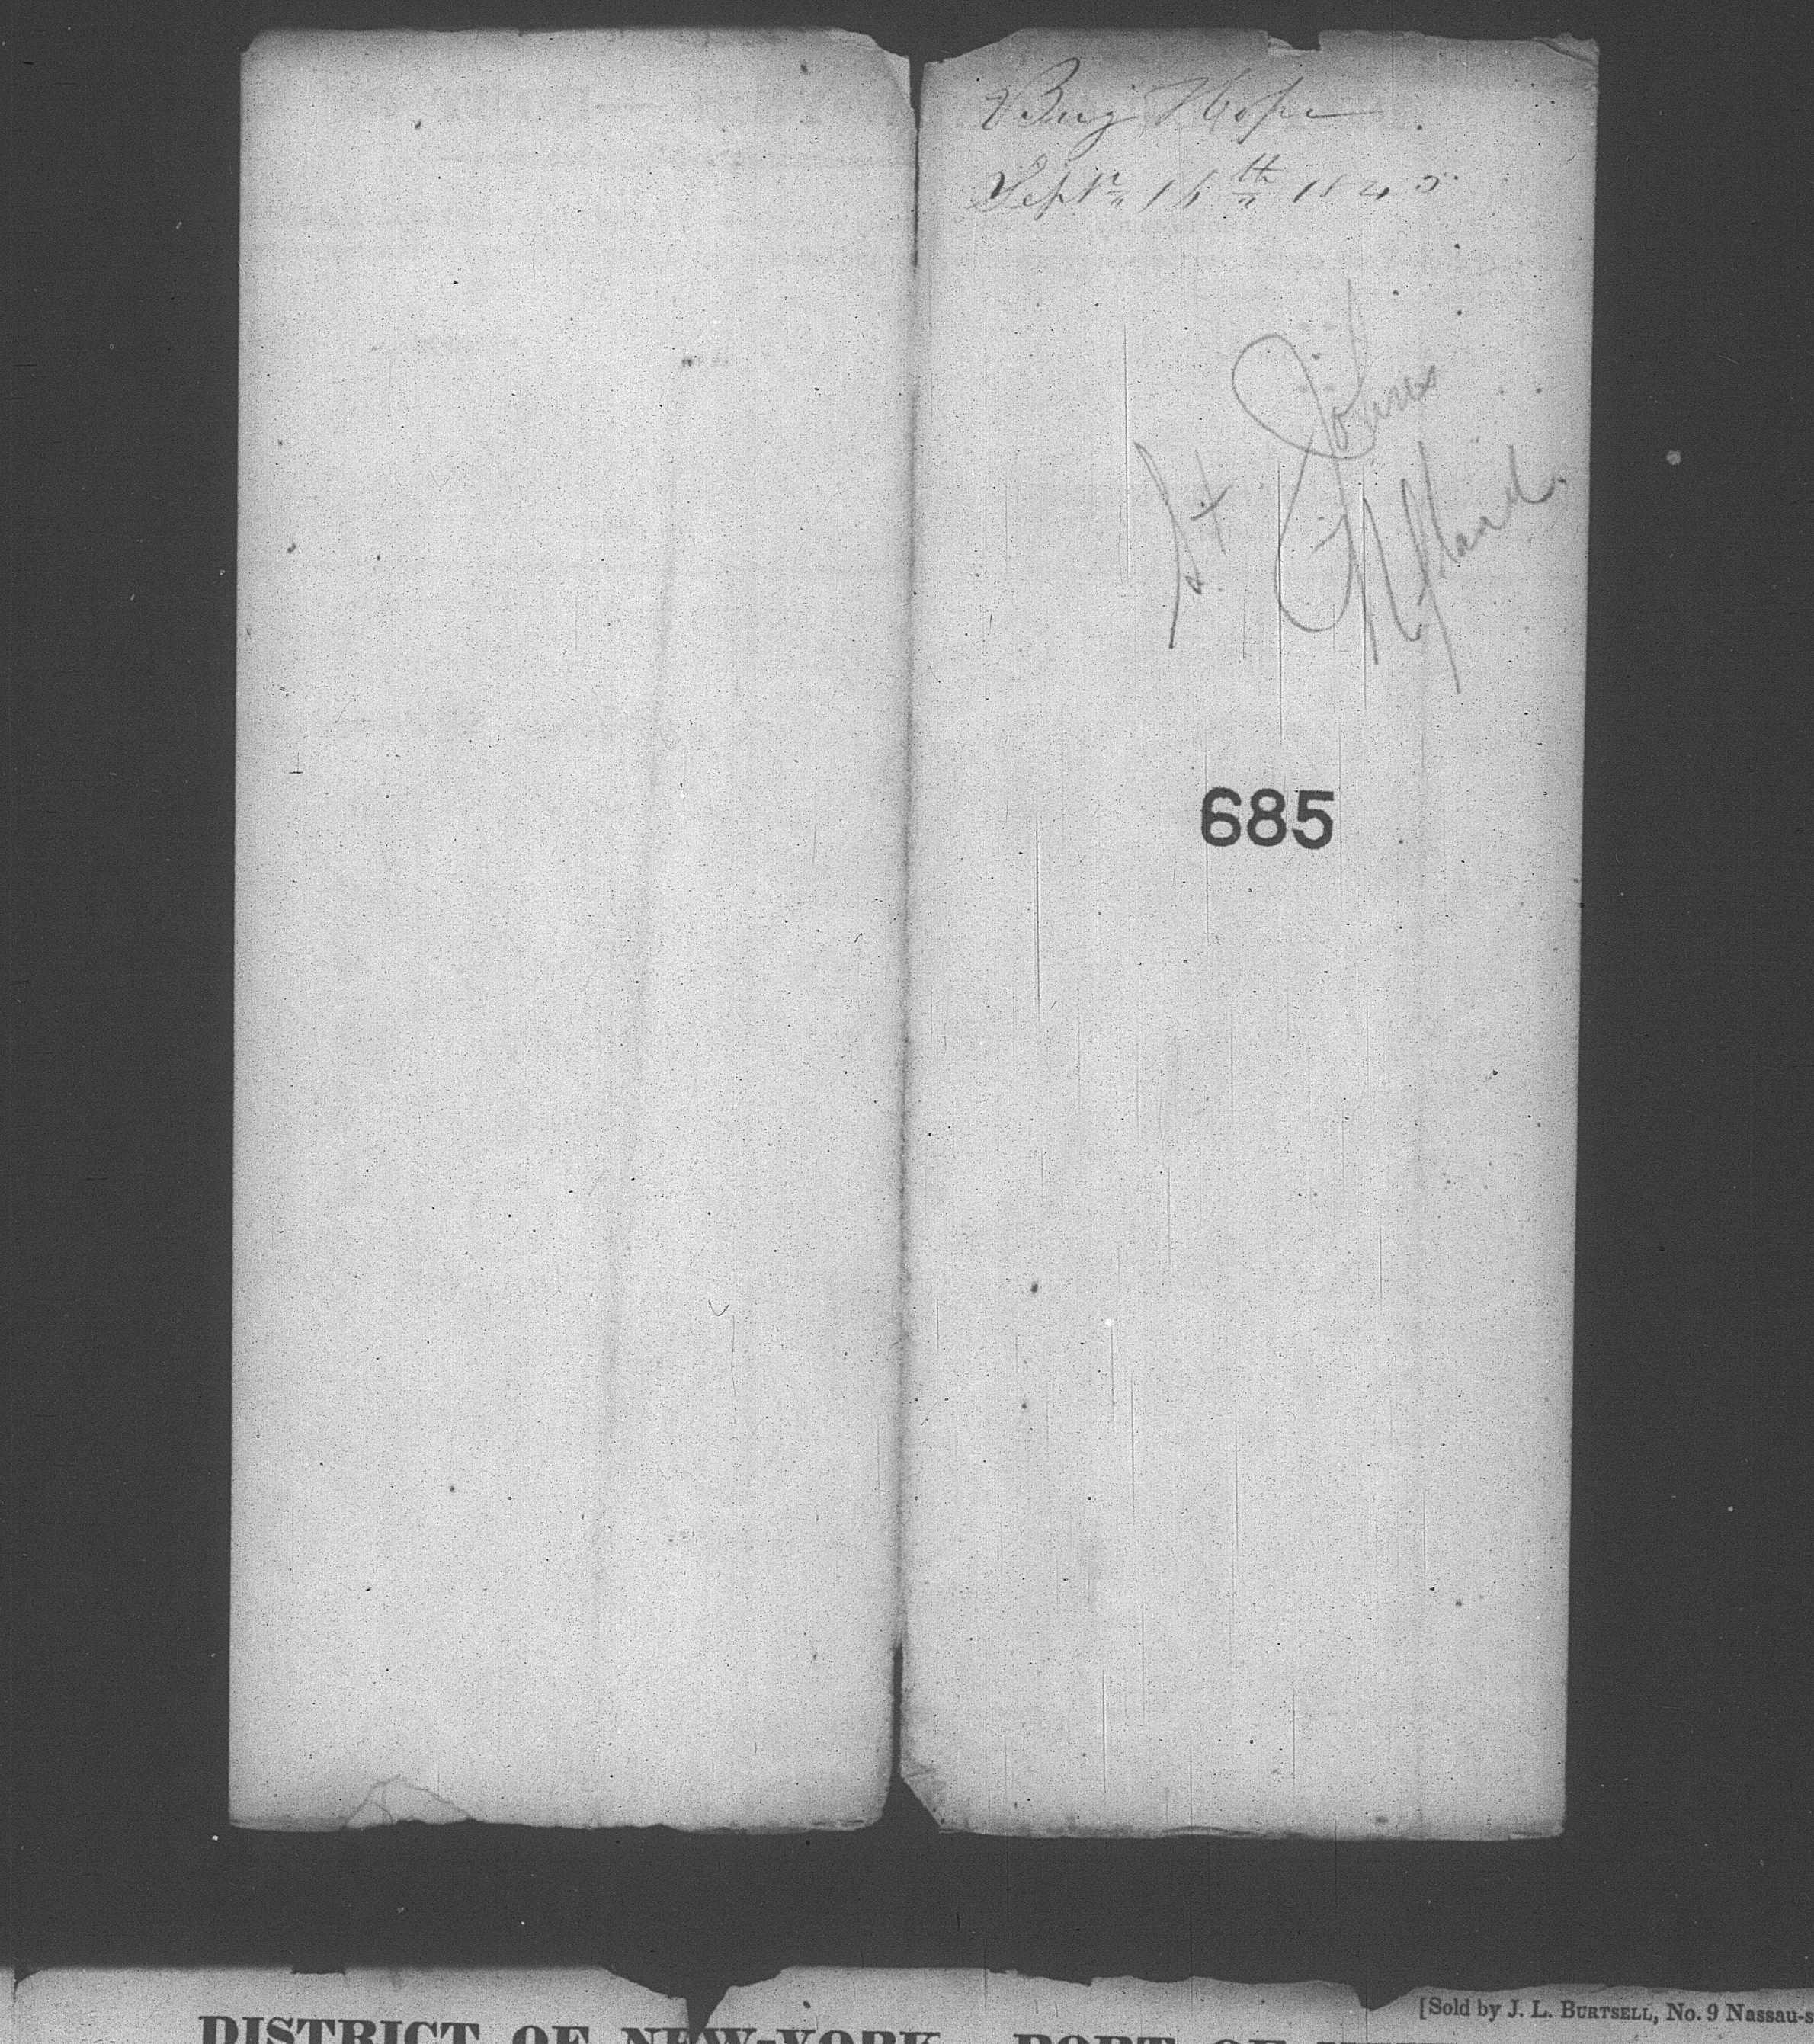 Brig Hope
Septr 16th 1845
St Johns
Nfland.
685
[Sold by J. L. BURTSELL, No. 9 Nassau-s
DISTRICT OF NEW-YORK PORT OF